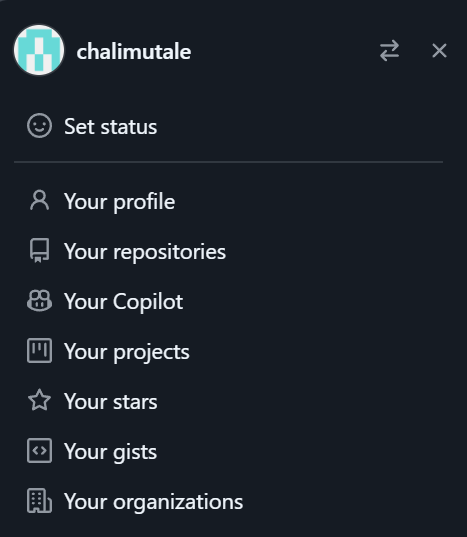 chalimutale
Set status
Your profile
Your repositories
Your Copilot
Your projects
Your stars
Your gists
Your organizations